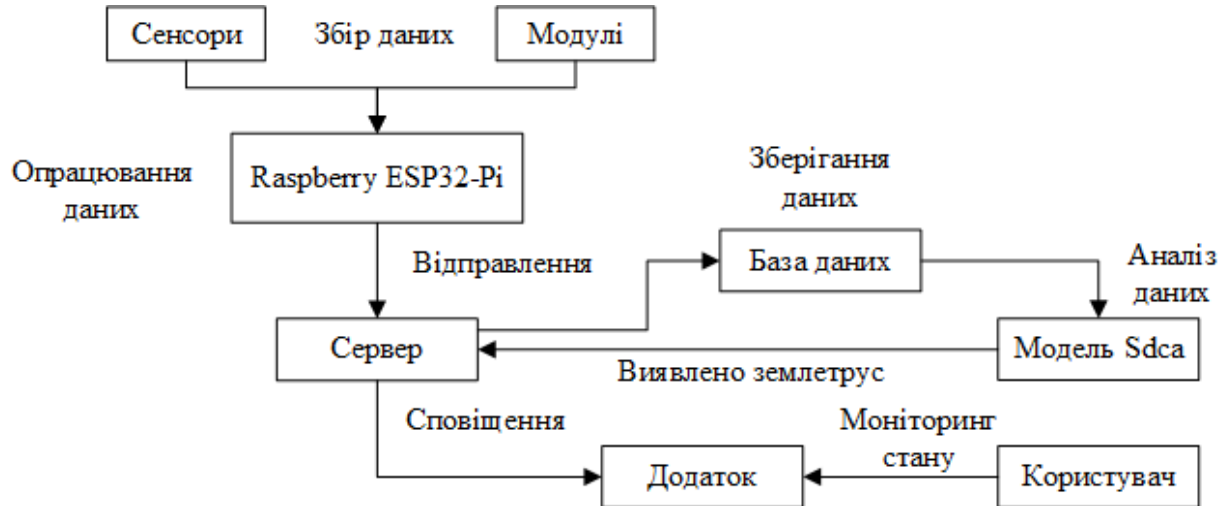 Сенсори
Збір даних
Модулі
Опрацювання
даних
Raspberry ESP32-Pi
Зберігання
даних
Відправлення
База даних
Аналіз
даних
Сервер
Модель Sdca
Виявлено землетрус
Сповіщення
Моніторинг
стану
Додаток
Користувач